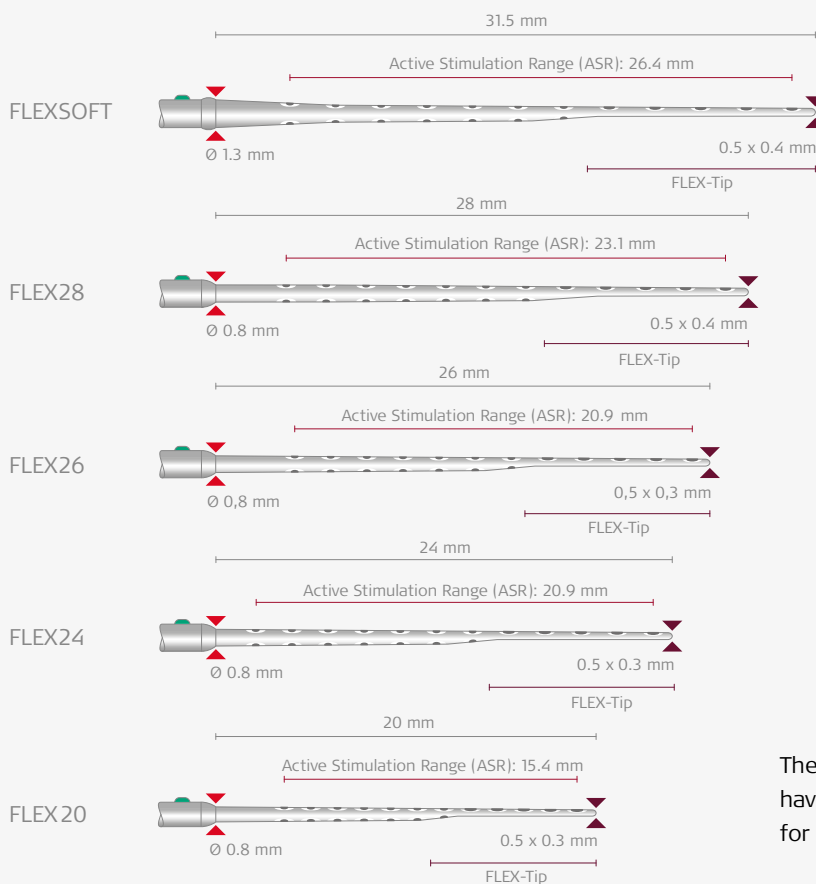 31.5 mm
Active Stimulation Range (ASR): 26.4 mm
FLEXSOFT
Ø 1.3 mm
0.5 x 0.4 mm
FLEX-Tip
28 mm
Active Stimulation Range (ASR): 23.1 mm
FLEX28
Ø 0.8 mm
0.5 x 0.4 mm
FLEX-Tip
26 mm
Active Stimulation Range (ASR): 20.9 mm
FLEX26
Ø 0,8 mm
0,5 x 0,3 mm
FLEX-Tip
24 mm
Active Stimulation Range (ASR): 20.9 mm
FLEX24
Ø 0.8 mm
0.5 x 0.3 mm
FLEX-Tip
20 mm
Active Stimulation Range (ASR): 15.4 mm
FLEX20
Ø 0.8 mm
0.5 x 0.3 mm
FLEX-Tip
The
hav
for